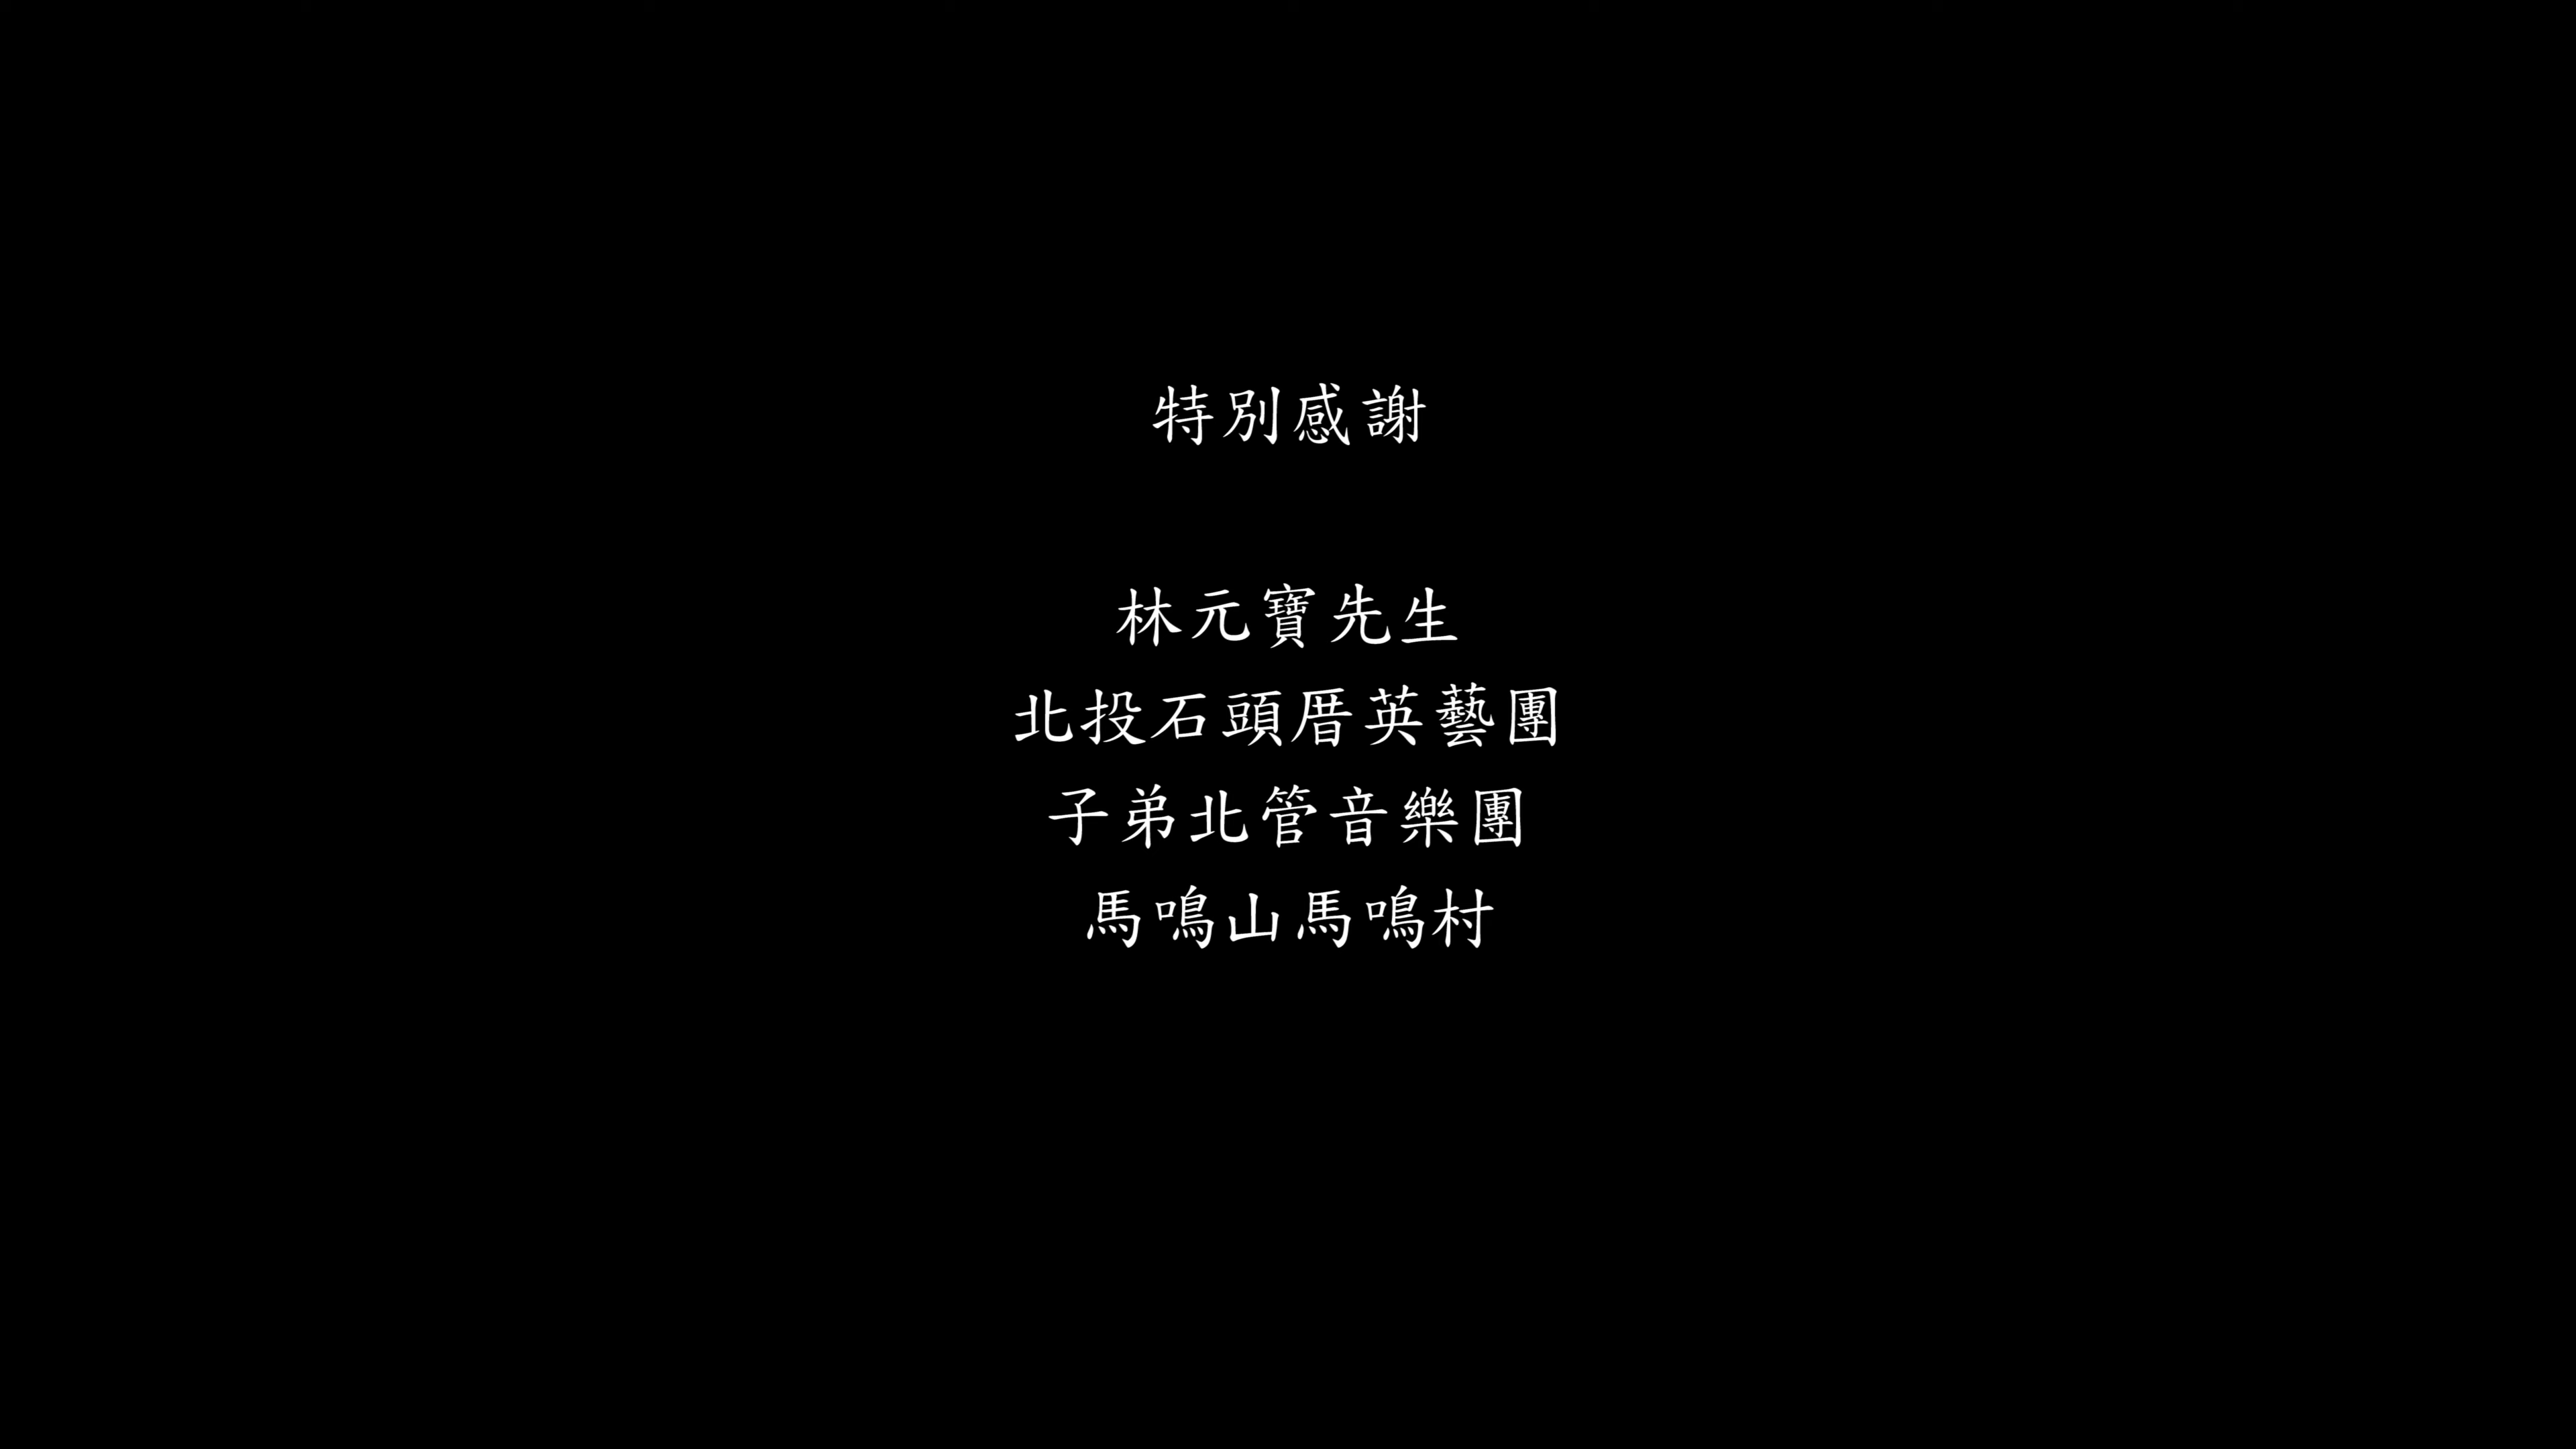 特別感謝
林元寶先生
北投石頭厝英藝團
子弟北管音樂團
馬鳴山馬鳴村